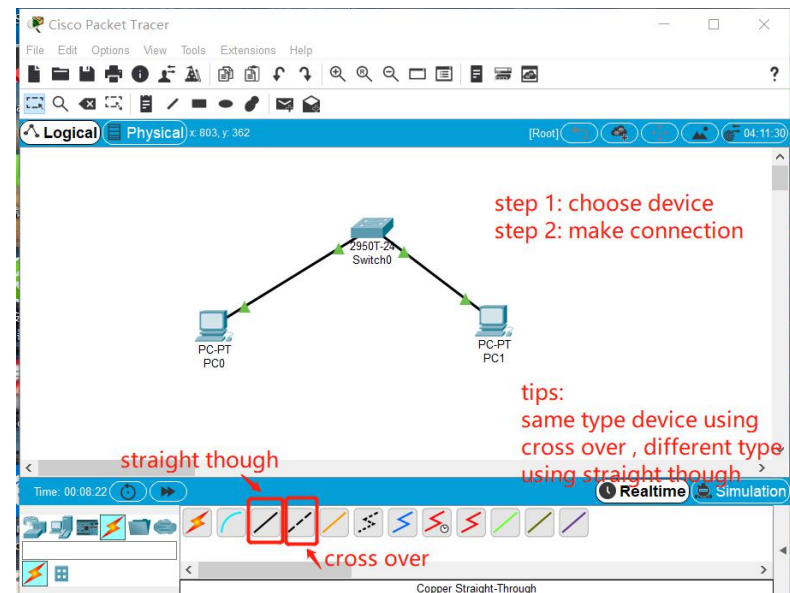 Cisco Packet Tracer
File Edit Options View Tools Extensions Help
?
Logical Physical x: 803, y: 362 [Root] 04:11:30
step 1: choose device
step 2: make connection
2950T-24
Switch0
PC-PT
PC0
PC-PT
PC1
tips:
same type device using
cross over , different type
using straight though
straight though
Time: 00:08:22 Realtime Simulation
cross over
Copper Straight-Through